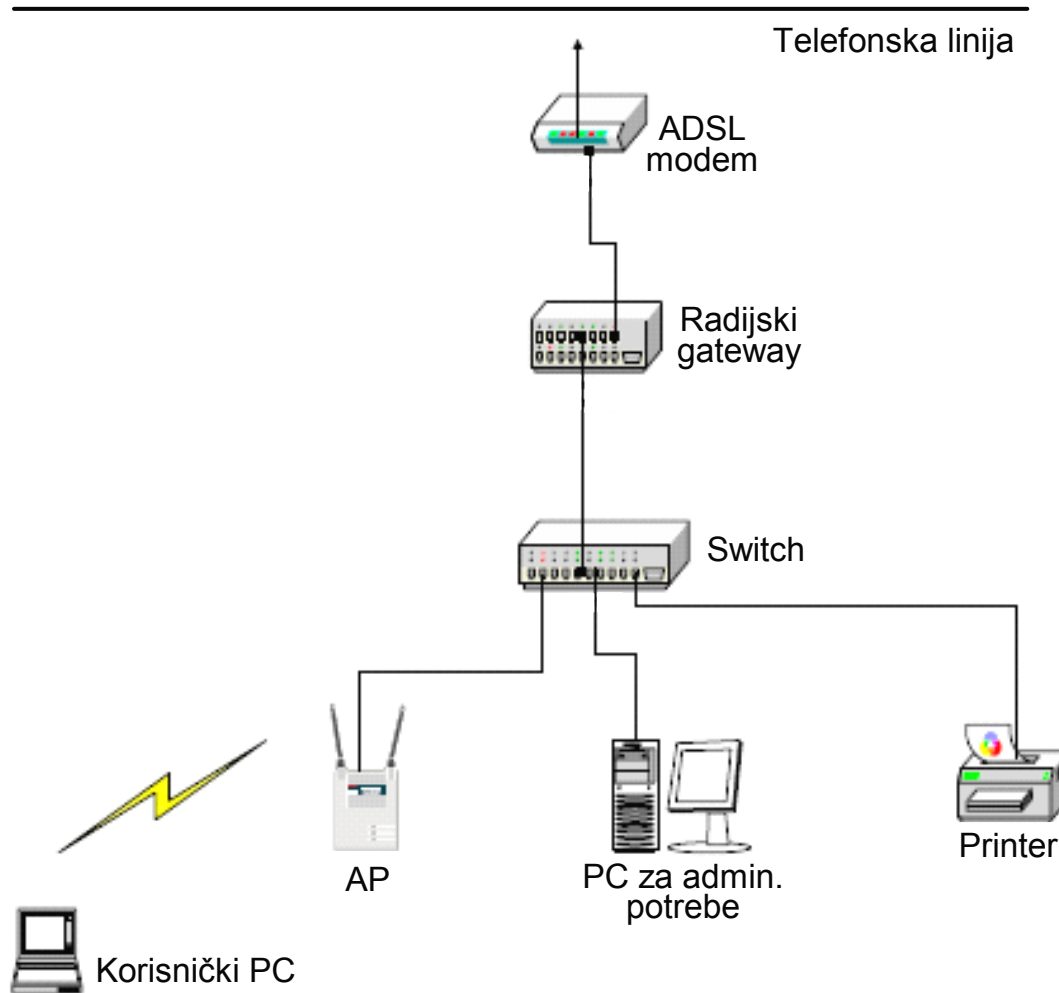 Telefonska linija
ADSL
modem
Radijski
gateway
Switch
AP
PC za admin.
potrebe
Printer
Korisnički PC